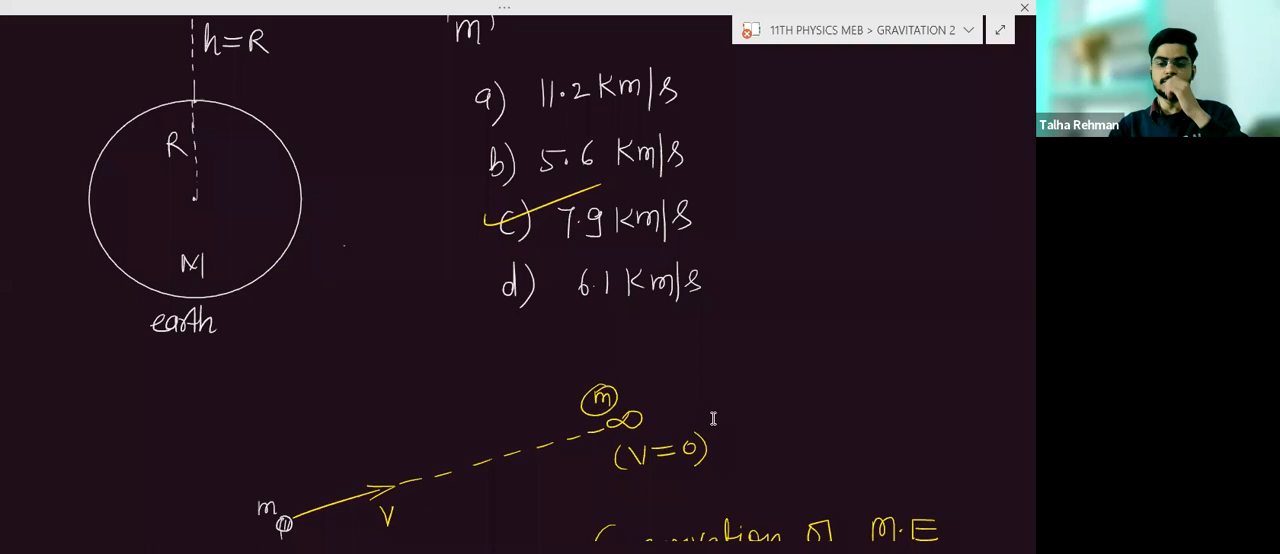 11TH PHYSICS MEB > GRAVITATION 2
Talha Rehman
h=R
'm'
R
M
earth
a) 11.2 Km/s
b) 5.6 Km/s
c) 7.9 Km/s
d) 6.1 Km/s
m
∞
(V=0)
m
V
of M.E